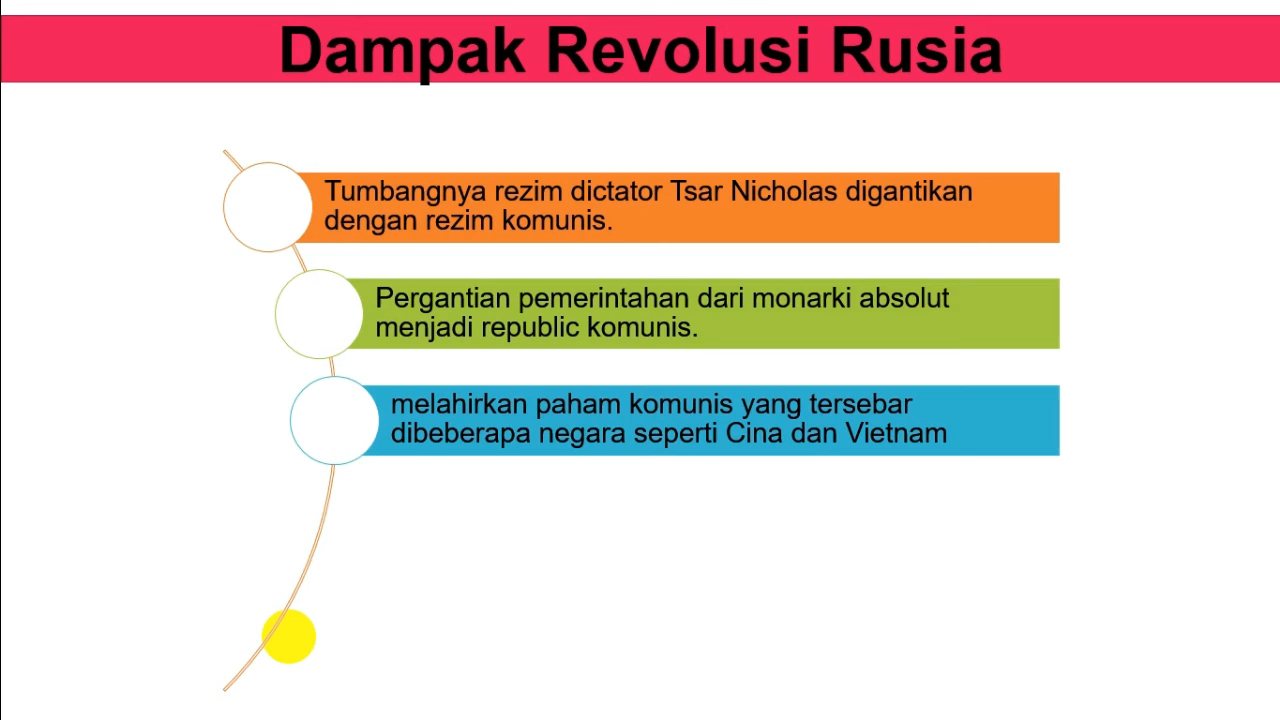 Dampak Revolusi Rusia
Tumbangnya rezim dictator Tsar Nicholas digantikan
dengan rezim komunis.
Pergantian pemerintahan dari monarki absolut
menjadi republic komunis.
melahirkan paham komunis yang tersebar
dibeberapa negara seperti Cina dan Vietnam